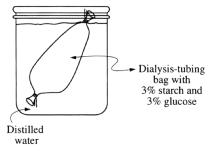 Dialysis-tubing
bag with
3% starch and
3% glucose
Distilled
water